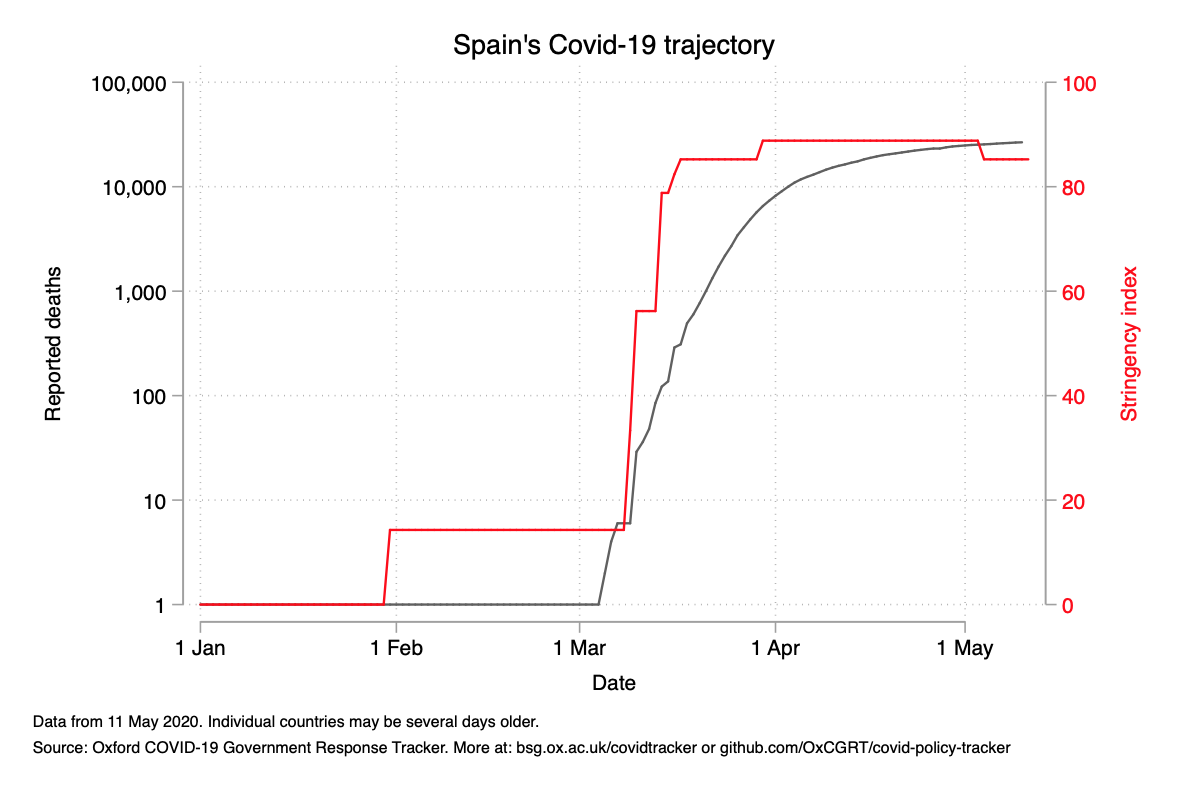 Spain's Covid-19 trajectory
100,000
10,000
1,000
100
10
1
Reported deaths
100
80
60
40
20
0
Stringency index
1 Jan
1 Feb
1 Mar
1 Apr
1 May
Date
Data from 11 May 2020. Individual countries may be several days older.
Source: Oxford COVID-19 Government Response Tracker. More at: bsg.ox.ac.uk/covidtracker or github.com/OxCGRT/covid-policy-tracker